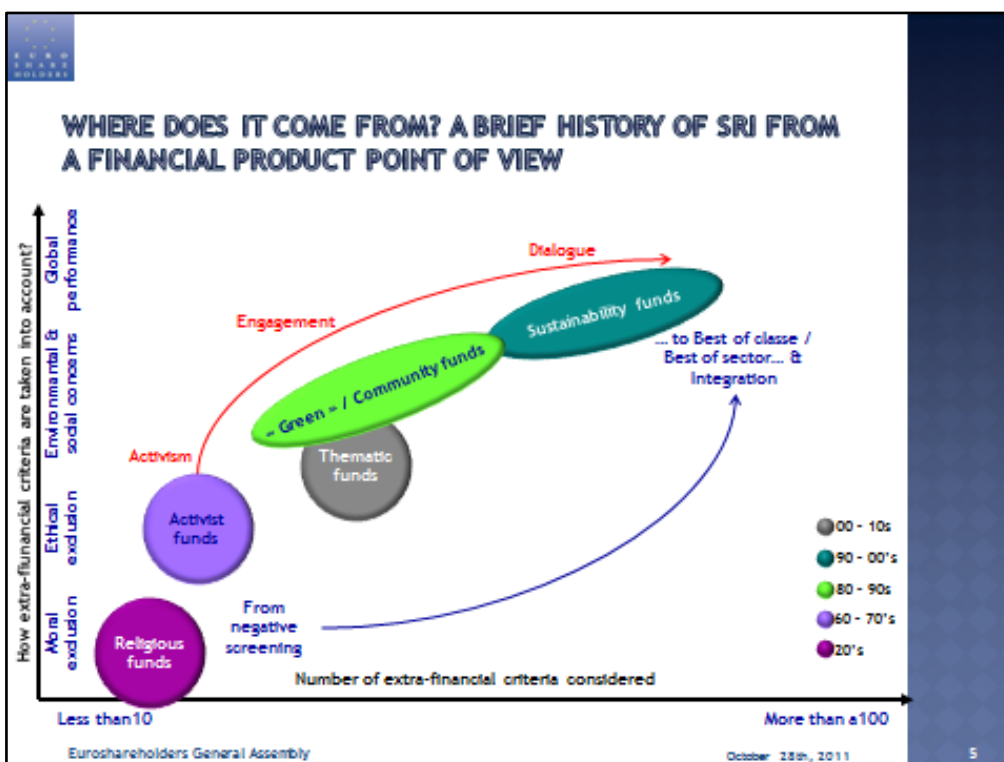 EURO
SHARE
HOLDERS
WHERE DOES IT COME FROM? A BRIEF HISTORY OF SRI FROM
A FINANCIAL PRODUCT POINT OF VIEW
How extra-fiunancial criteria are taken into account?
Global
performance
Environmantal &
social concerns
Ethical
exclusion
Moral
exclusion
Dialogue
Engagement
Activism
Sustainability funds
« Green » / Community funds
Thematic
funds
Activist
funds
Religious
funds
... to Best of classe /
Best of sector... &
Integration
From
negative
screening
00 - 10s
90 - 00's
80 - 90s
60 - 70's
20's
Number of extra-financial criteria considered
Less than10
More than a100
Euroshareholders General Assembly
October 28th, 2011
5